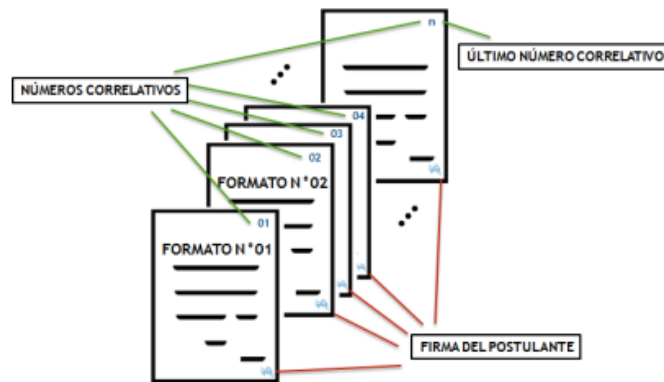 n
ÚLTIMO NÚMERO CORRELATIVO
NÚMEROS CORRELATIVOS
04
03
02
FORMATO N°02
01
FORMATO N°01
FIRMA DEL POSTULANTE